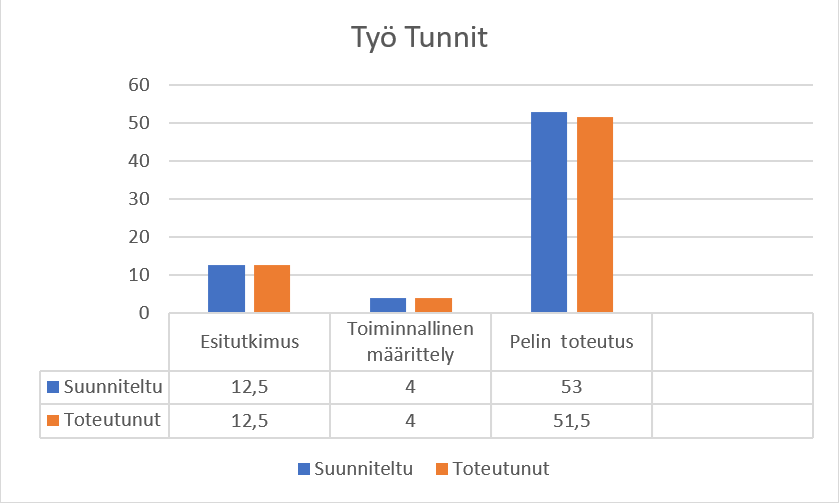 Työ Tunnit
60
50
40
30
20
10
0
Esitutkimus
Toiminnallinen
määrittely
Pelin toteutus
Suunniteltu 12,5 4 53
Toteutunut 12,5 4 51,5
Suunniteltu Toteutunut